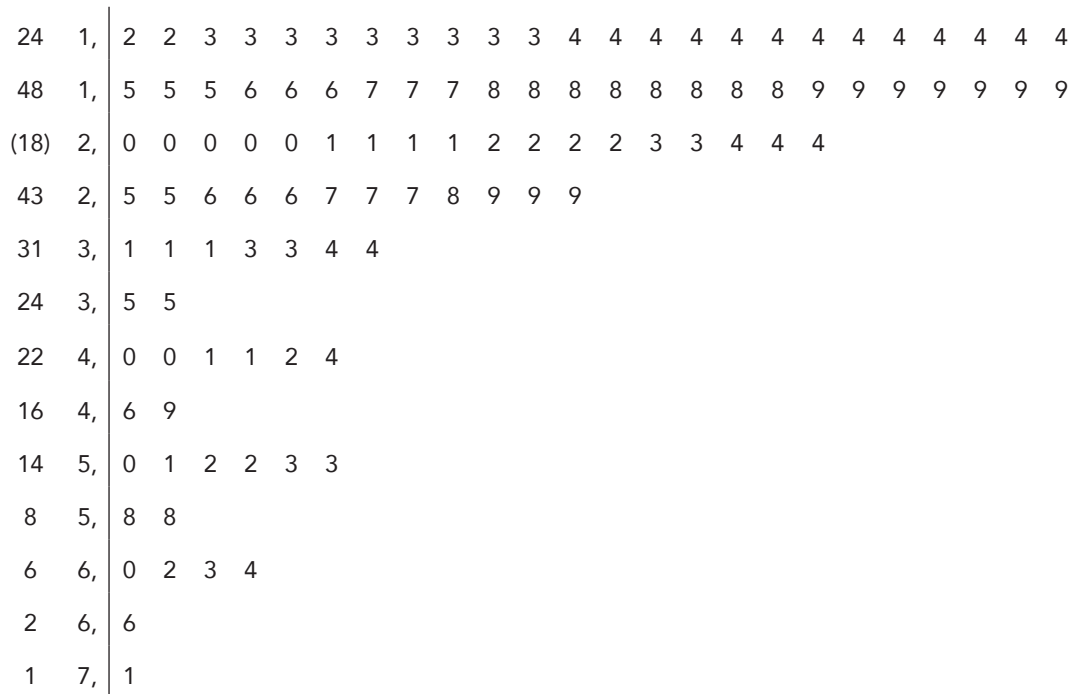 24 1, 2 2 3 3 3 3 3 3 3 3 3 4 4 4 4 4 4 4 4 4 4 4 4 4
48 1, 5 5 5 6 6 6 7 7 7 8 8 8 8 8 8 8 8 9 9 9 9 9 9 9
(18) 2, 0 0 0 0 0 1 1 1 1 2 2 2 2 3 3 4 4 4
43 2, 5 5 6 6 6 7 7 7 8 9 9 9
31 3, 1 1 1 3 3 4 4
24 3, 5 5
22 4, 0 0 1 1 2 4
16 4, 6 9
14 5, 0 1 2 2 3 3
8 5, 8 8
6 6, 0 2 3 4
2 6, 6
1 7, 1